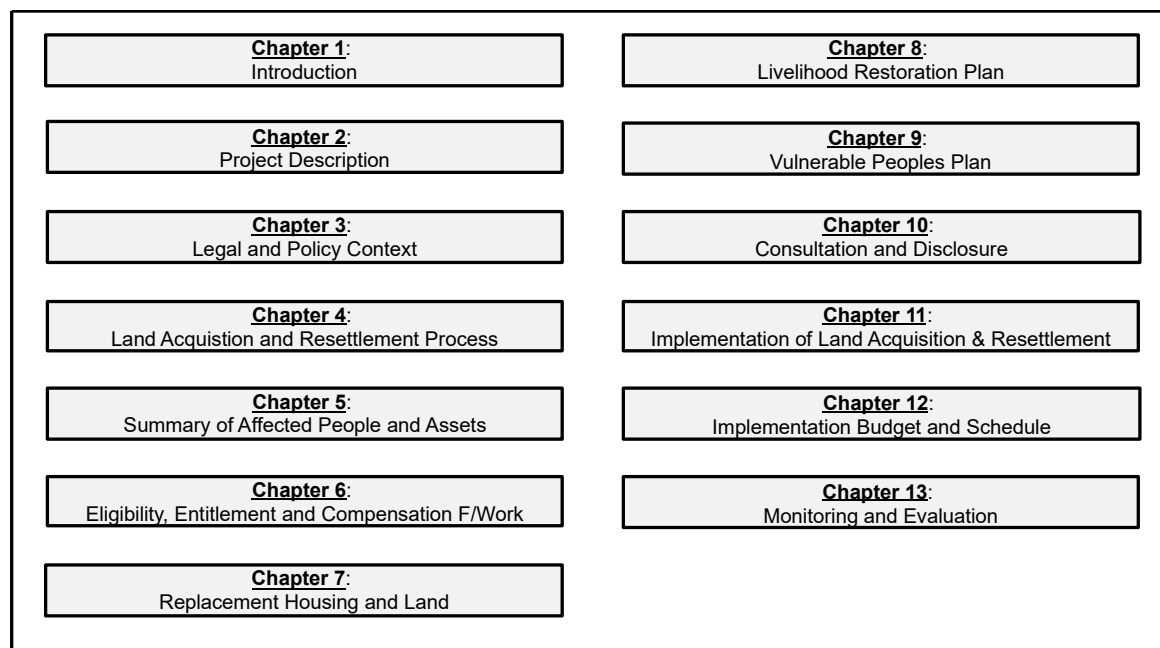 Chapter 1:
Introduction
Chapter 2:
Project Description
Chapter 3:
Legal and Policy Context
Chapter 4:
Land Acquistion and Resettlement Process
Chapter 5:
Summary of Affected People and Assets
Chapter 6:
Eligibility, Entitlement and Compensation F/Work
Chapter 7:
Replacement Housing and Land
Chapter 8:
Livelihood Restoration Plan
Chapter 9:
Vulnerable Peoples Plan
Chapter 10:
Consultation and Disclosure
Chapter 11:
Implementation of Land Acquisition & Resettlement
Chapter 12:
Implementation Budget and Schedule
Chapter 13:
Monitoring and Evaluation